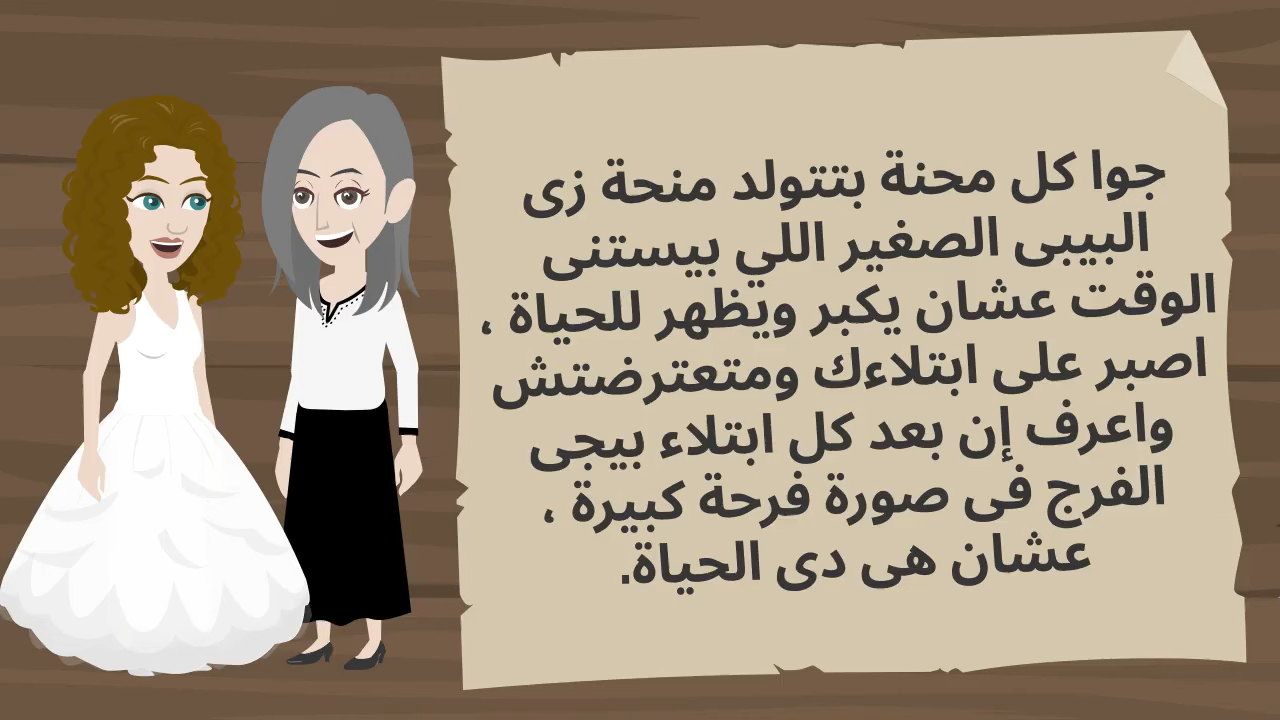 جوا كل محنة بتتولد منحة زى
البيبى الصغير اللي بيستنى
الوقت عشان يكبر ويظهر للحياة ،
اصبر على ابتلاءك ومتعترضتش
واعرف إن بعد كل ابتلاء بيجى
الفرج فى صورة فرحة كبيرة ،
عشان هى دى الحياة.